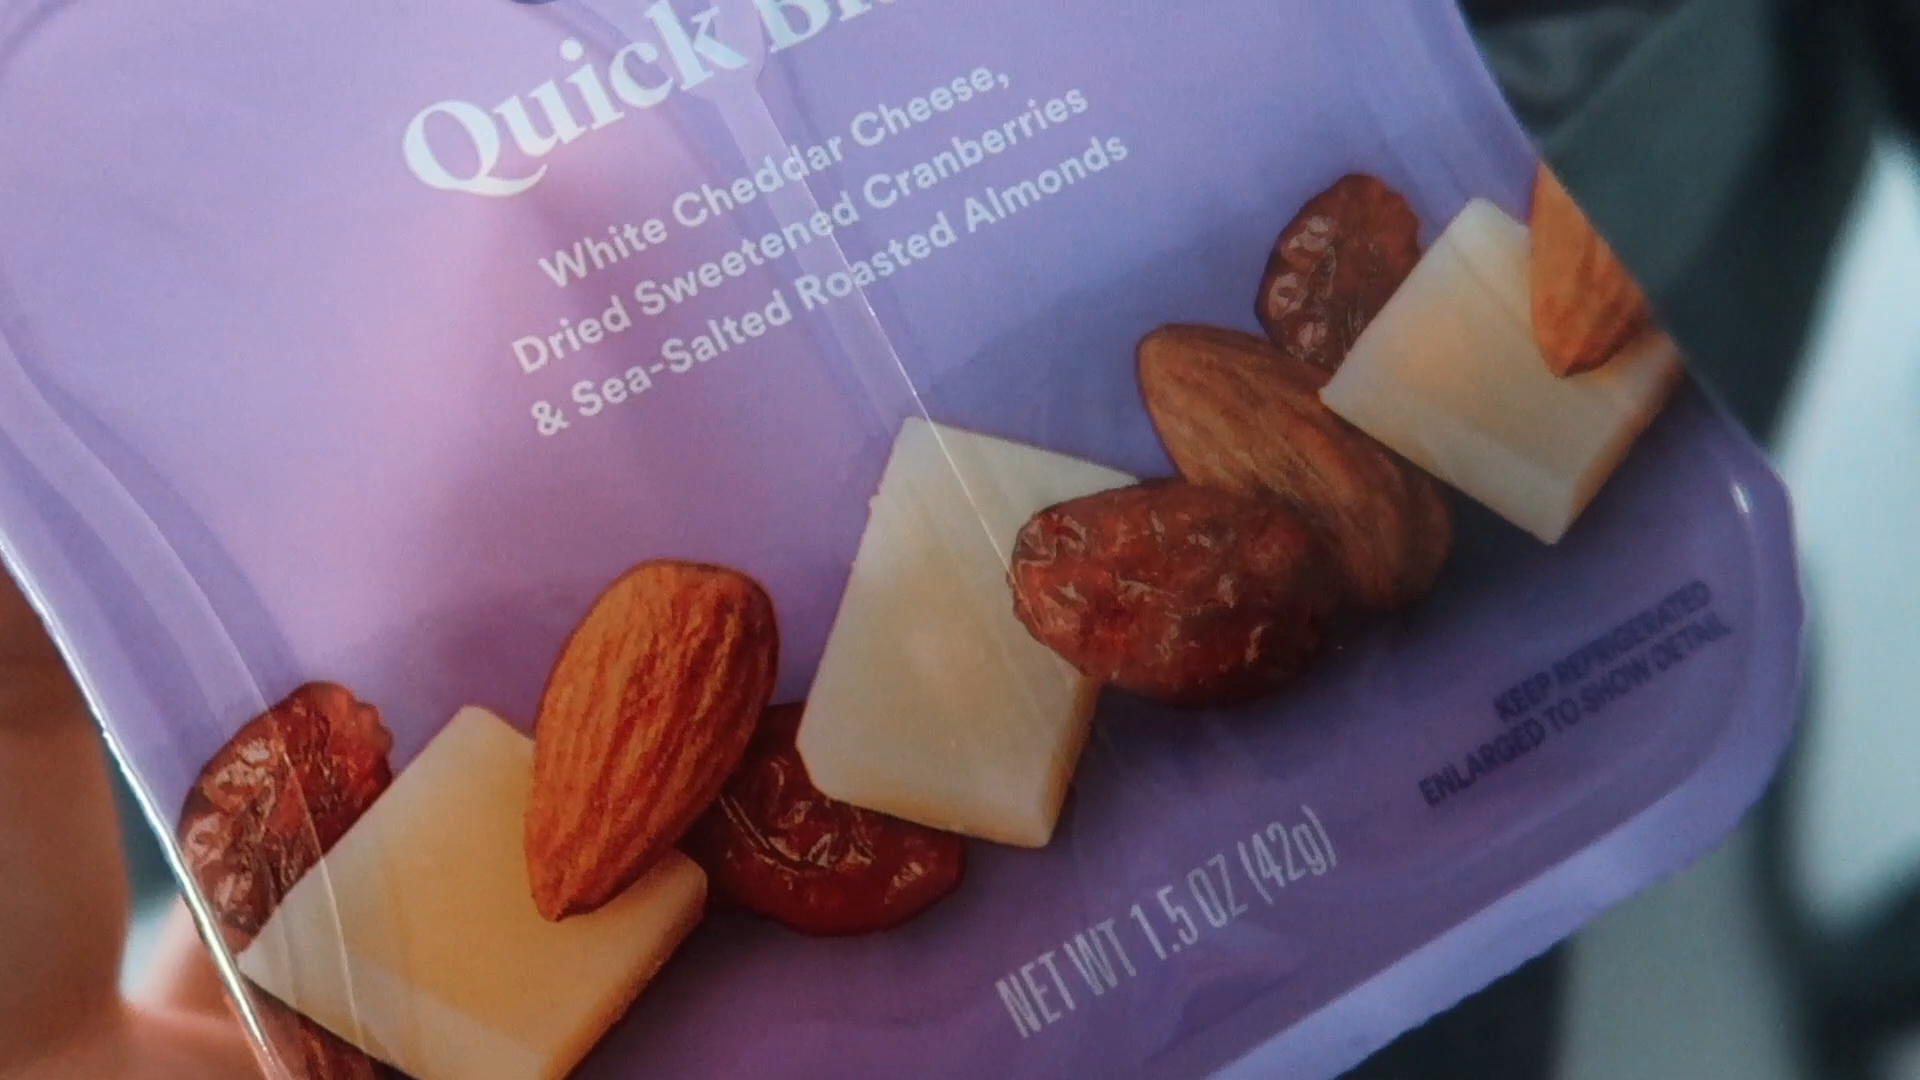 Quick
White Cheddar Cheese,
Dried Sweetened Cranberries
& Sea-Salted Roasted Almonds
KEEP REFRIGERATED
ENLARGED TO SHOW DETAIL
NET WT 1.5 OZ (42g)